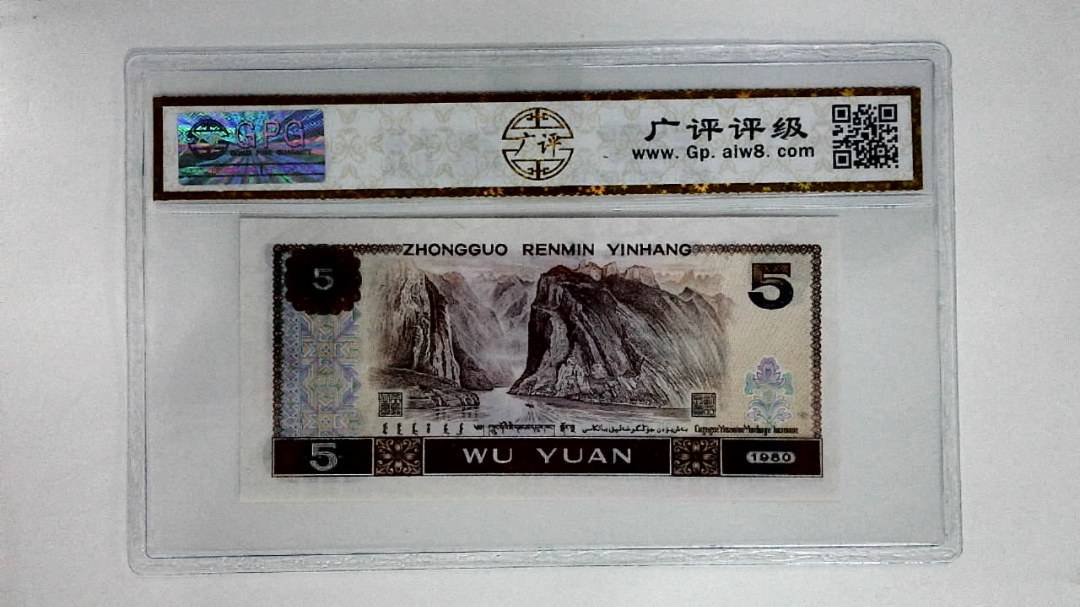 GPG
广评
广评评级
www. Gp. aiw8. com
ZHONGGUO RENMIN YINHANG
5
5
5
WU YUAN
1980